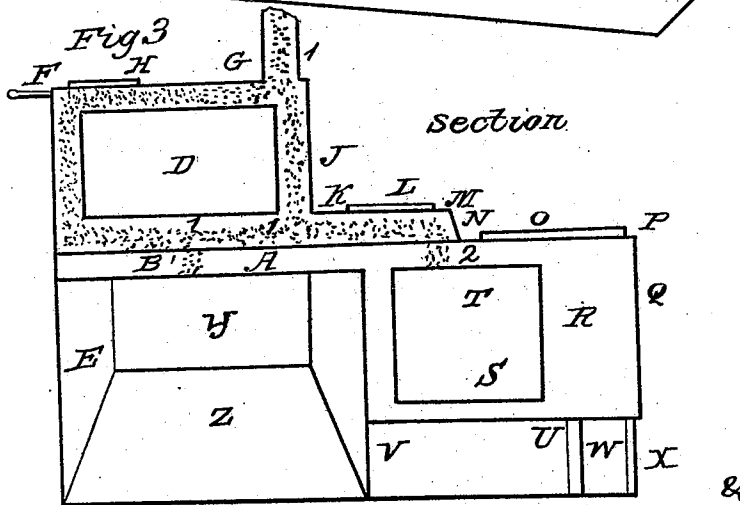 Fig 3
F H G 1
section
D J
K L M
N O P
1 1
B' A 2
T Q
E Y R
S
Z
V U W X
&